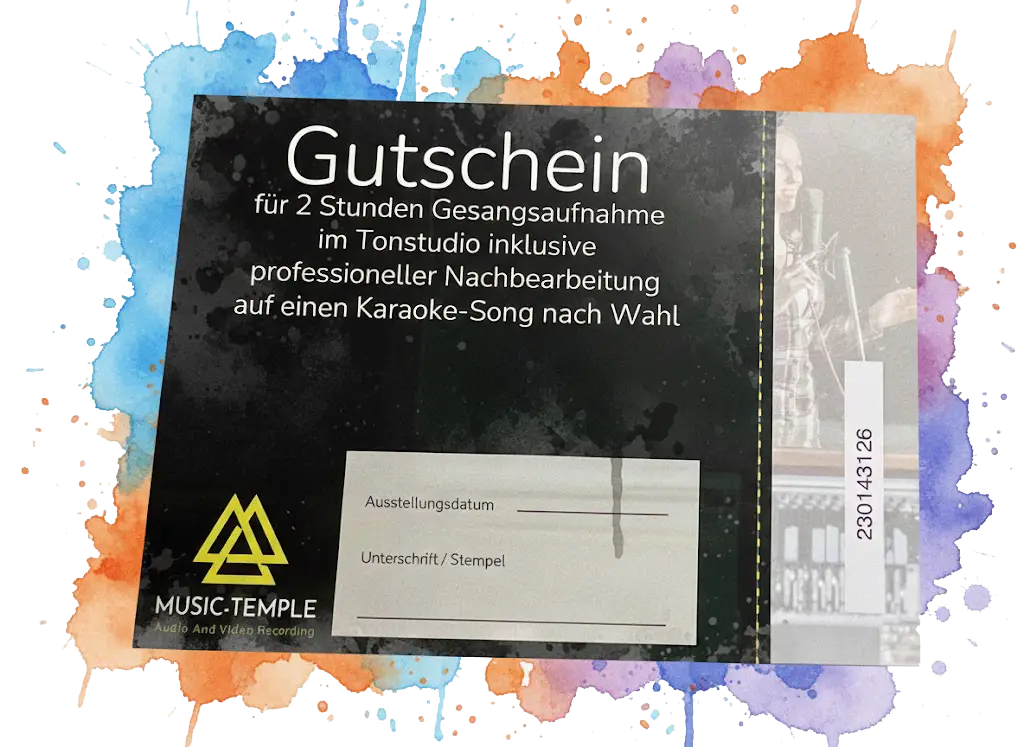 Gutschein
für 2 Stunden Gesangsaufnahme
im Tonstudio inklusive
professioneller Nachbearbeitung
auf einen Karaoke-Song nach Wahl
Ausstellungsdatum
Unterschrift / Stempel
MUSIC-TEMPLE
Audio And Video Recording
230143126